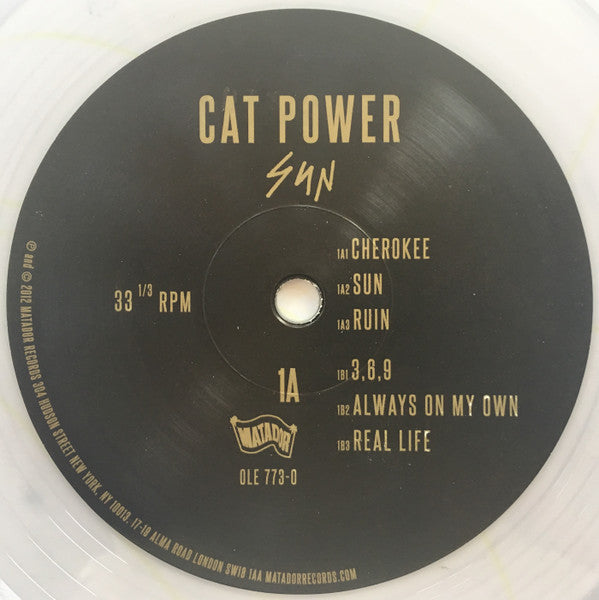 CAT POWER
SUN
33 1/3 RPM
1A1 CHEROKEE
1A2 SUN
1A3 RUIN
1B1 3,6,9
1B2 ALWAYS ON MY OWN
1B3 REAL LIFE
1A
MATADOR
OLE 773-0
℗ and © 2012 MATADOR RECORDS 304 HUDSON STREET NEW YORK, NY 10013, 17-19 ALMA ROAD LONDON SW18 1AA MATADORRECORDS.COM